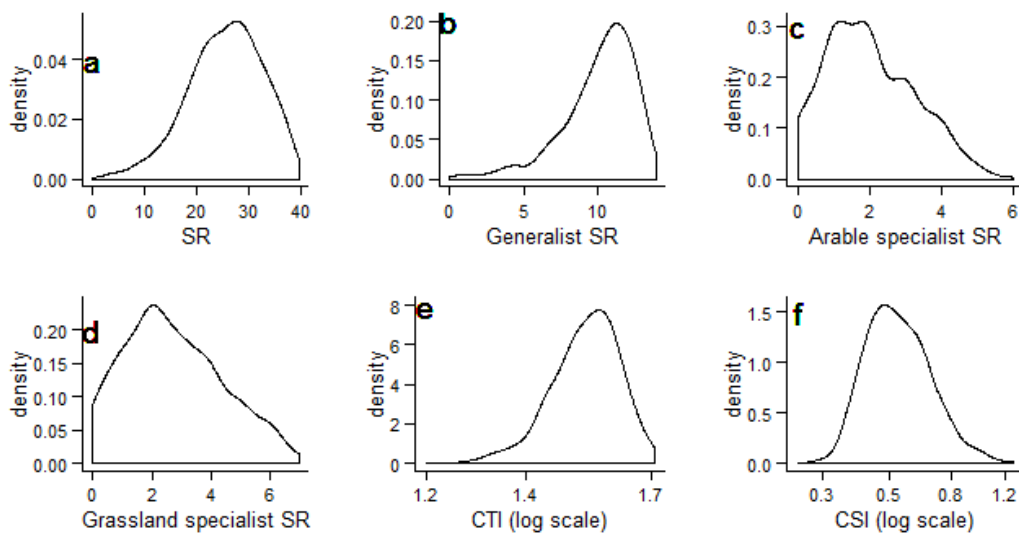 a
density
0.04
0.02
0.00
0 10 20 30 40
SR
b
density
0.20
0.15
0.10
0.05
0.00
0 5 10
Generalist SR
c
density
0.3
0.2
0.1
0.0
0 2 4 6
Arable specialist SR
d
density
0.20
0.15
0.10
0.05
0.00
0 2 4 6
Grassland specialist SR
e
density
8
6
4
2
0
1.2 1.4 1.7
CTI (log scale)
f
density
1.5
1.0
0.5
0.0
0.3 0.5 0.8 1.2
CSI (log scale)